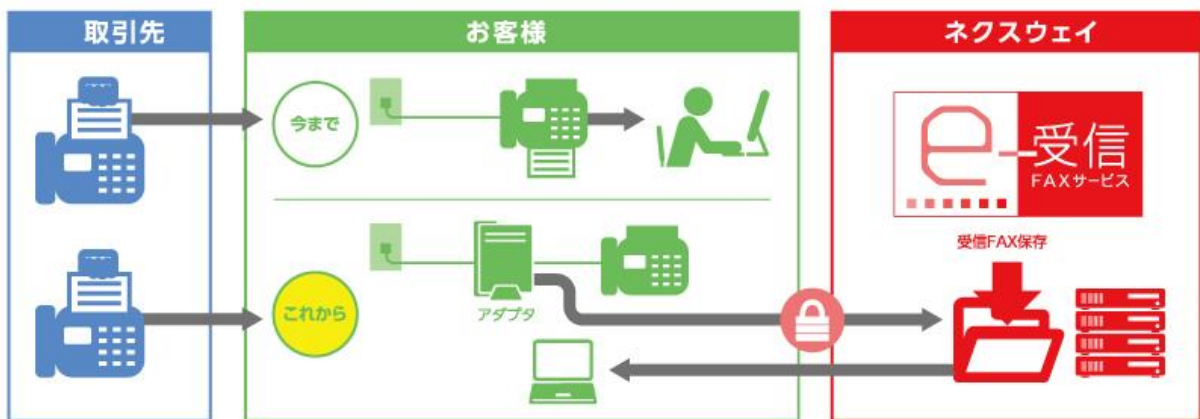 取引先
お客様
ネクスウェイ
今まで
e-受信
FAXサービス
受信FAX保存
これから
アダプタ